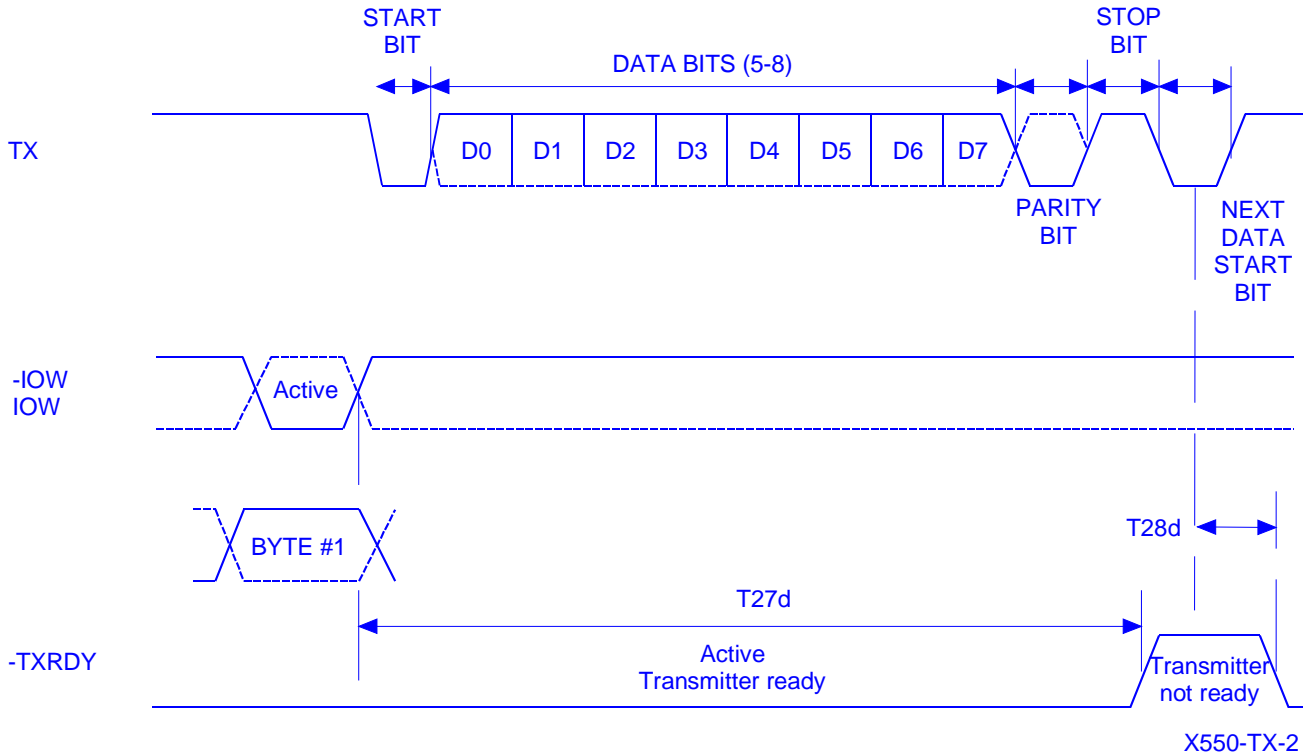 START
BIT
STOP
BIT
DATA BITS (5-8)
TX
D0 D1 D2 D3 D4 D5 D6 D7
PARITY
BIT
NEXT
DATA
START
BIT
-IOW
IOW
Active
BYTE #1
T28d
T27d
-TXRDY
Active
Transmitter ready
Transmitter
not ready
X550-TX-2